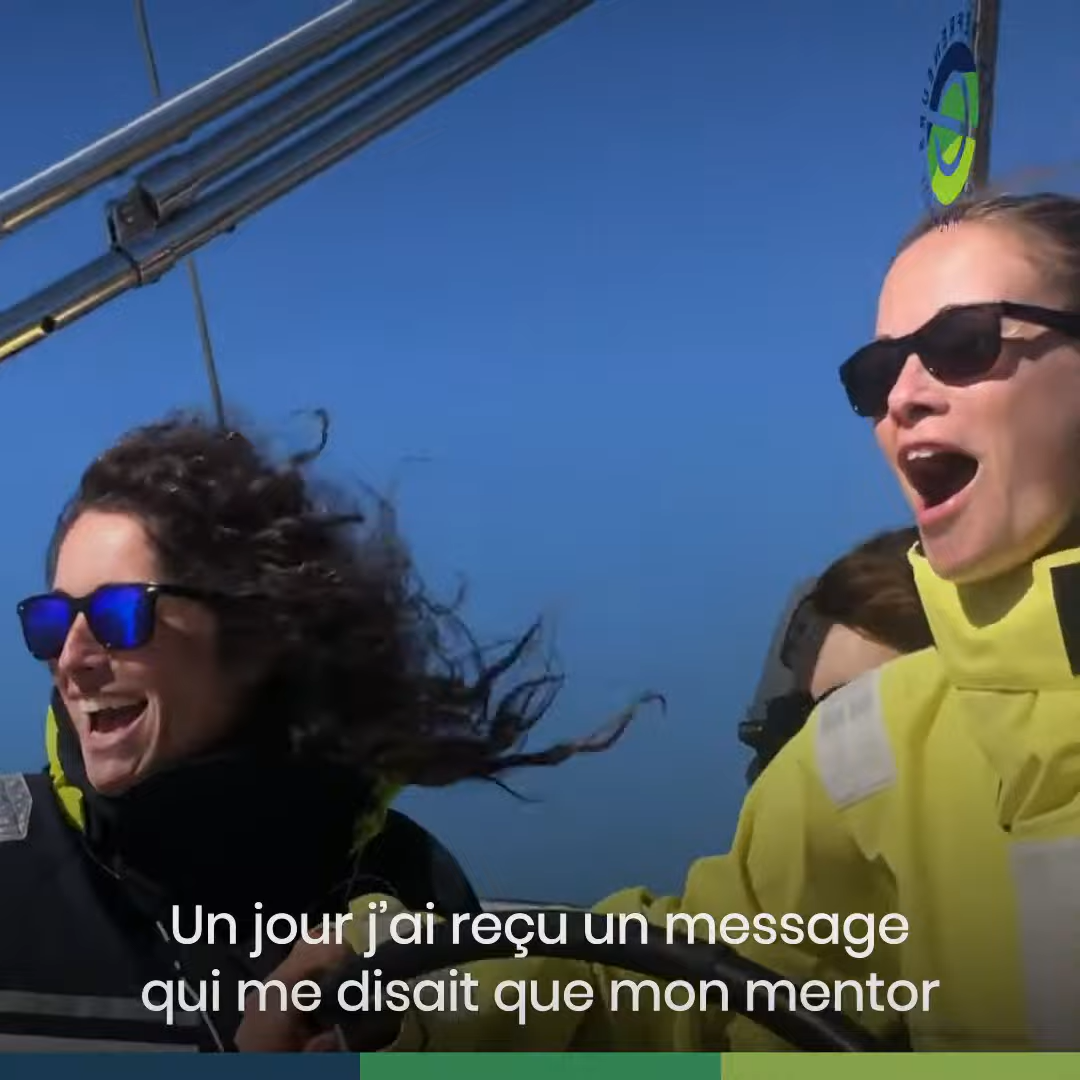 Un jour j’ai reçu un message
qui me disait que mon mentor